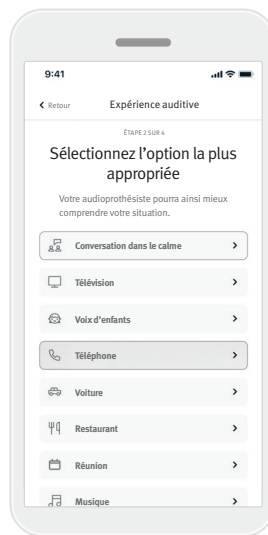 9:41
Retour Expérience auditive
ÉTAPE 2 SUR 4
Sélectionnez l’option la plus
appropriée
Votre audioprothésiste pourra ainsi mieux
comprendre votre situation.
Conversation dans le calme
Télévision
Voix d’enfants
Téléphone
Voiture
Restaurant
Réunion
Musique